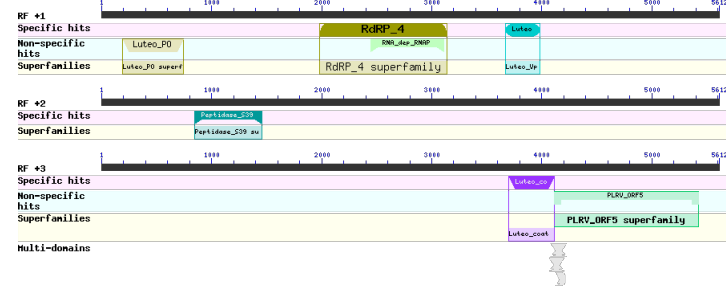 1 1000 2000 3000 4000 5000 5612
RF +1
Specific hits RdRP_4 Luteo
Non-specific hits Luteo_P0 RNA_dep_RNAP
Superfamilies Luteo_P0 superf RdRP_4 superfamily Luteo_Vp
1 1000 2000 3000 4000 5000 5612
RF +2
Specific hits Peptidase_S39
Superfamilies Peptidase_S39 su
1 1000 2000 3000 4000 5000 5612
RF +3
Specific hits Luteo_co
Non-specific hits PLRV_ORF5
Superfamilies PLRV_ORF5 superfamily
Luteo_coat
Multi-domains